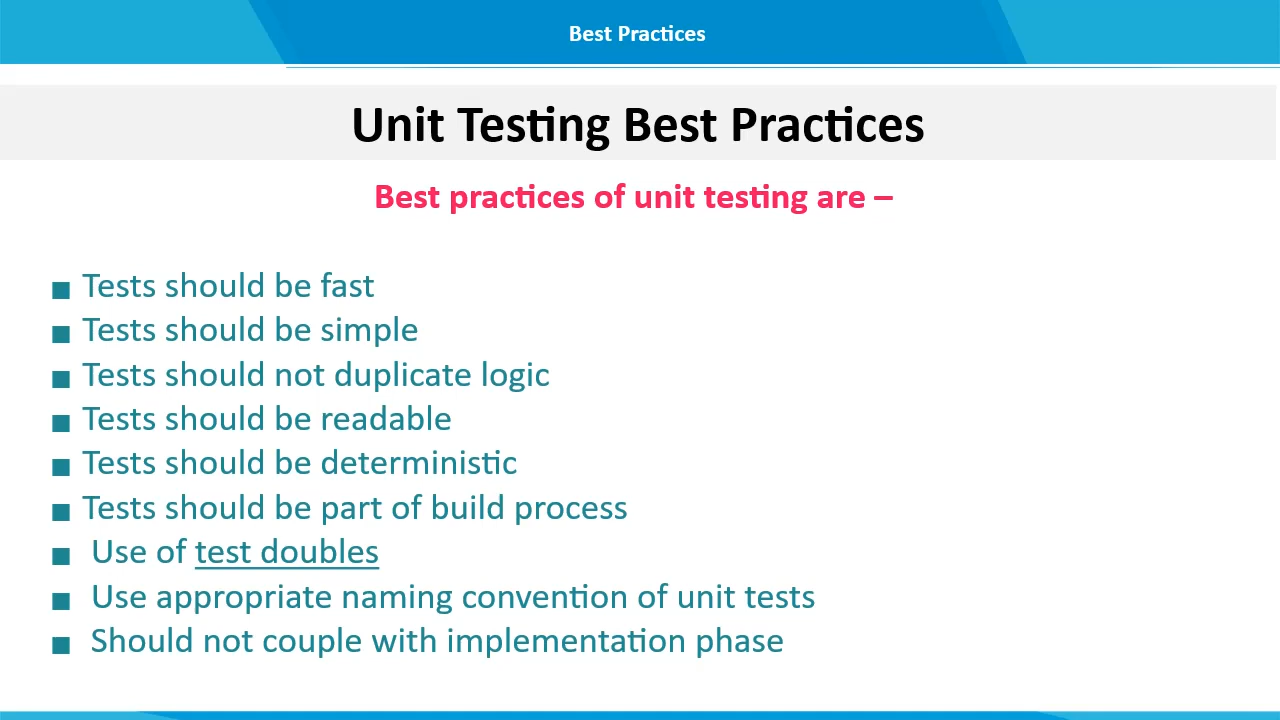 Best Practices
Unit Testing Best Practices
Best practices of unit testing are –
■ Tests should be fast
■ Tests should be simple
■ Tests should not duplicate logic
■ Tests should be readable
■ Tests should be deterministic
■ Tests should be part of build process
■ Use of test doubles
■ Use appropriate naming convention of unit tests
■ Should not couple with implementation phase